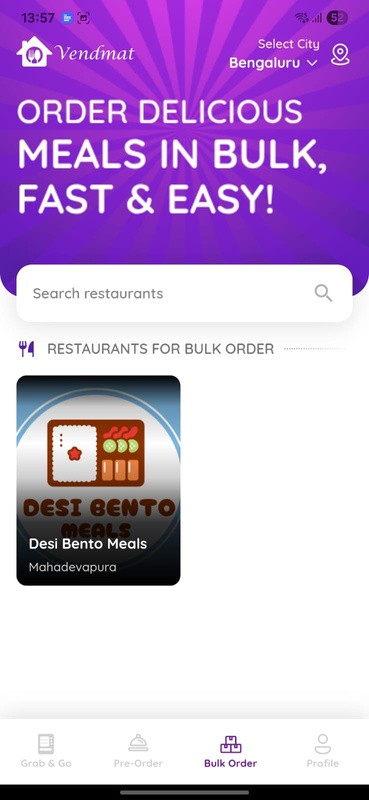 13:57
52
Vendmat
Select City
Bengaluru
ORDER DELICIOUS
MEALS IN BULK,
FAST & EASY!
Search restaurants
RESTAURANTS FOR BULK ORDER
DESI BENTO
MEALS
Desi Bento Meals
Mahadevapura
Grab & Go
Pre-Order
Bulk Order
Profile